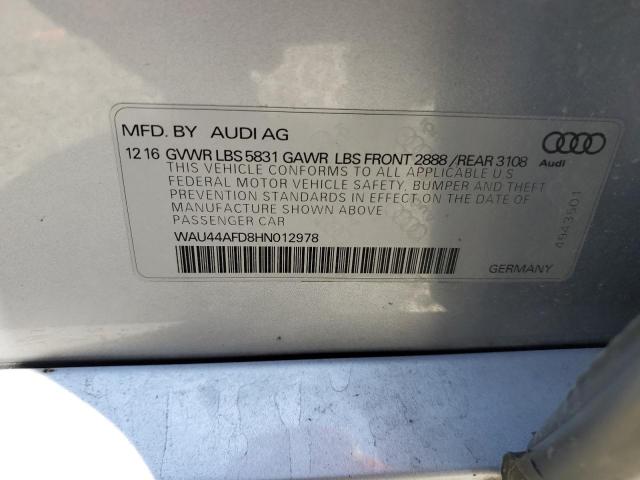 MFD. BY AUDI AG
12 16 GVWR LBS 5831 GAWR LBS FRONT 2888 /REAR 3108
THIS VEHICLE CONFORMS TO ALL APPLICABLE U S
FEDERAL MOTOR VEHICLE SAFETY, BUMPER AND THEFT
PREVENTION STANDARDS IN EFFECT ON THE DATE OF
MANUFACTURE SHOWN ABOVE
PASSENGER CAR
WAU44AFD8HN012978
GERMANY
Audi
4943501